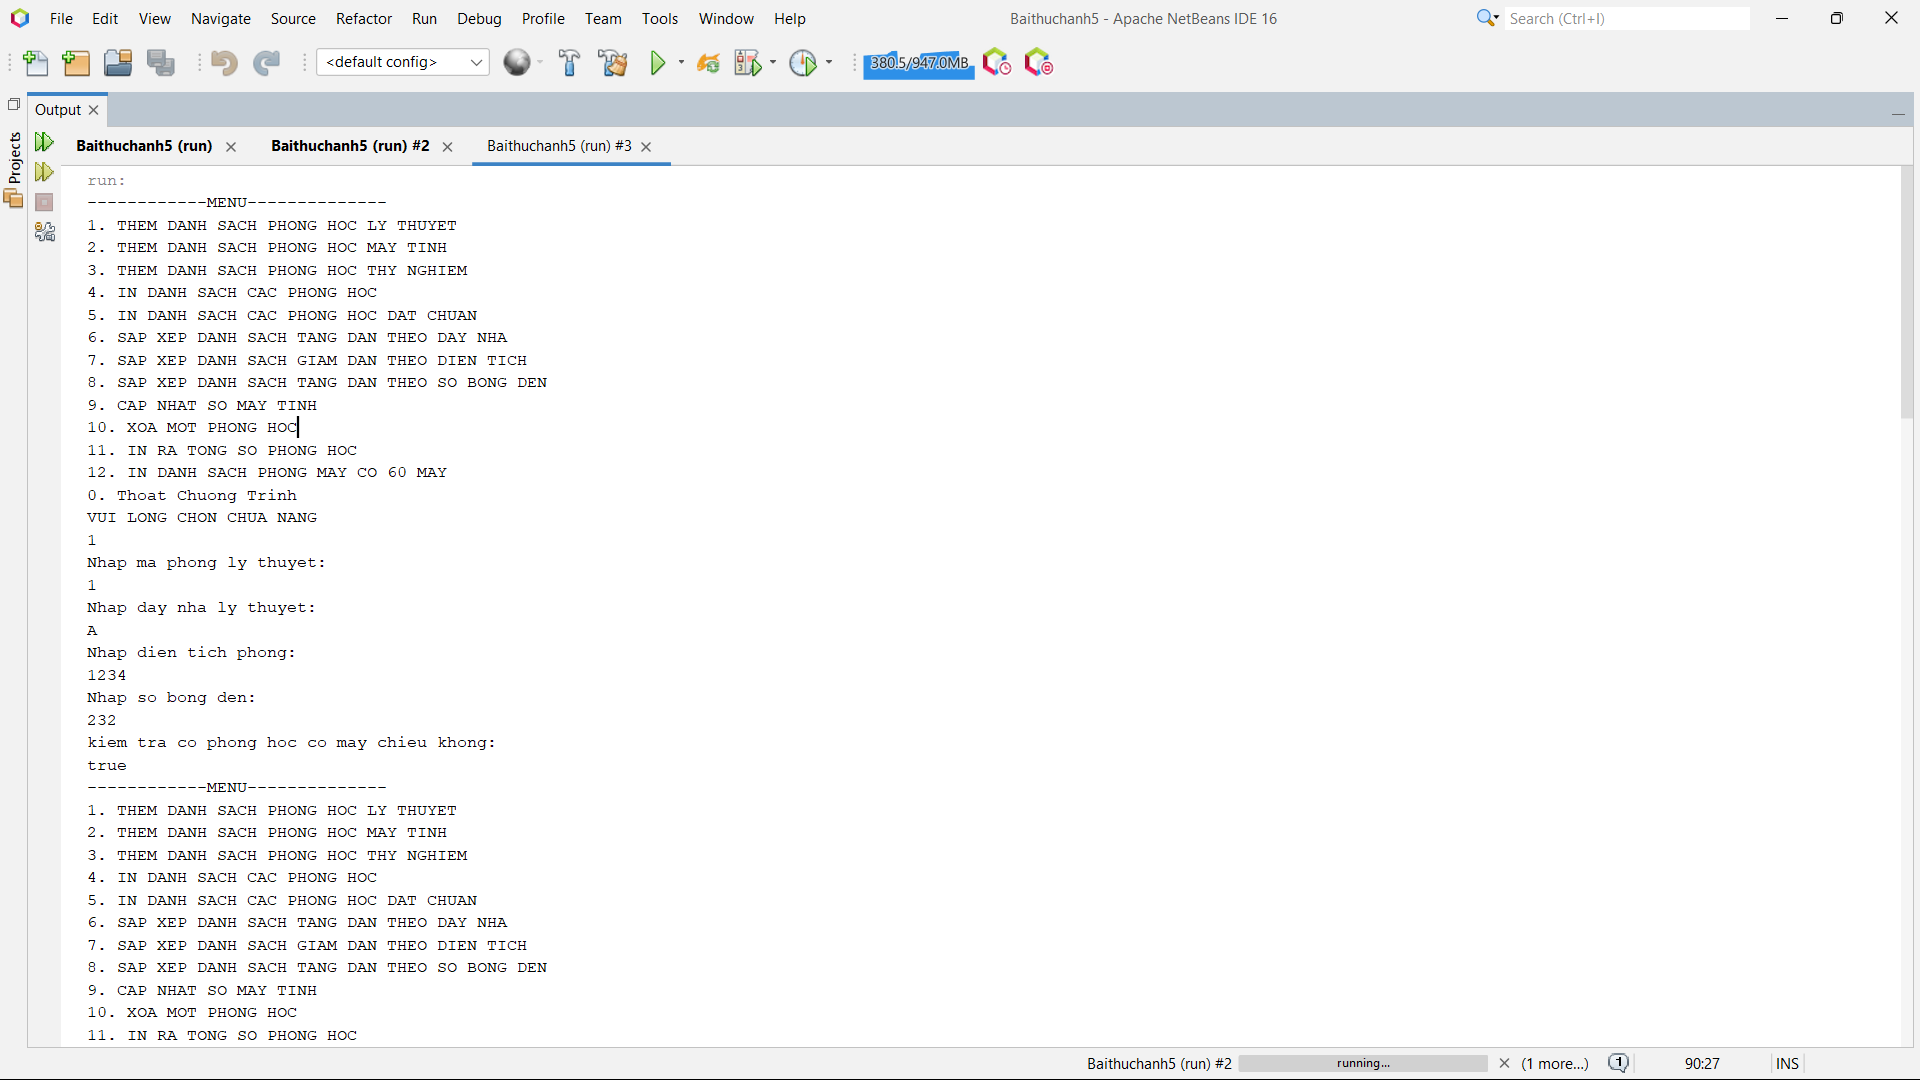 File Edit View Navigate Source Refactor Run Debug Profile Team Tools Window Help
Baithuchanh5 - Apache NetBeans IDE 16
Search (Ctrl+I)
<default config>
380.5/947.0MB
Output
Projects
Baithuchanh5 (run)
Baithuchanh5 (run) #2
Baithuchanh5 (run) #3
run:
------------MENU--------------
1. THEM DANH SACH PHONG HOC LY THUYET
2. THEM DANH SACH PHONG HOC MAY TINH
3. THEM DANH SACH PHONG HOC THY NGHIEM
4. IN DANH SACH CAC PHONG HOC
5. IN DANH SACH CAC PHONG HOC DAT CHUAN
6. SAP XEP DANH SACH TANG DAN THEO DAY NHA
7. SAP XEP DANH SACH GIAM DAN THEO DIEN TICH
8. SAP XEP DANH SACH TANG DAN THEO SO BONG DEN
9. CAP NHAT SO MAY TINH
10. XOA MOT PHONG HOC
11. IN RA TONG SO PHONG HOC
12. IN DANH SACH PHONG MAY CO 60 MAY
0. Thoat Chuong Trinh
VUI LONG CHON CHUA NANG
1
Nhap ma phong ly thuyet:
1
Nhap day nha ly thuyet:
A
Nhap dien tich phong:
1234
Nhap so bong den:
232
kiem tra co phong hoc co may chieu khong:
true
------------MENU--------------
1. THEM DANH SACH PHONG HOC LY THUYET
2. THEM DANH SACH PHONG HOC MAY TINH
3. THEM DANH SACH PHONG HOC THY NGHIEM
4. IN DANH SACH CAC PHONG HOC
5. IN DANH SACH CAC PHONG HOC DAT CHUAN
6. SAP XEP DANH SACH TANG DAN THEO DAY NHA
7. SAP XEP DANH SACH GIAM DAN THEO DIEN TICH
8. SAP XEP DANH SACH TANG DAN THEO SO BONG DEN
9. CAP NHAT SO MAY TINH
10. XOA MOT PHONG HOC
11. IN RA TONG SO PHONG HOC
Baithuchanh5 (run) #2
running...
(1 more...)
1
90:27
INS